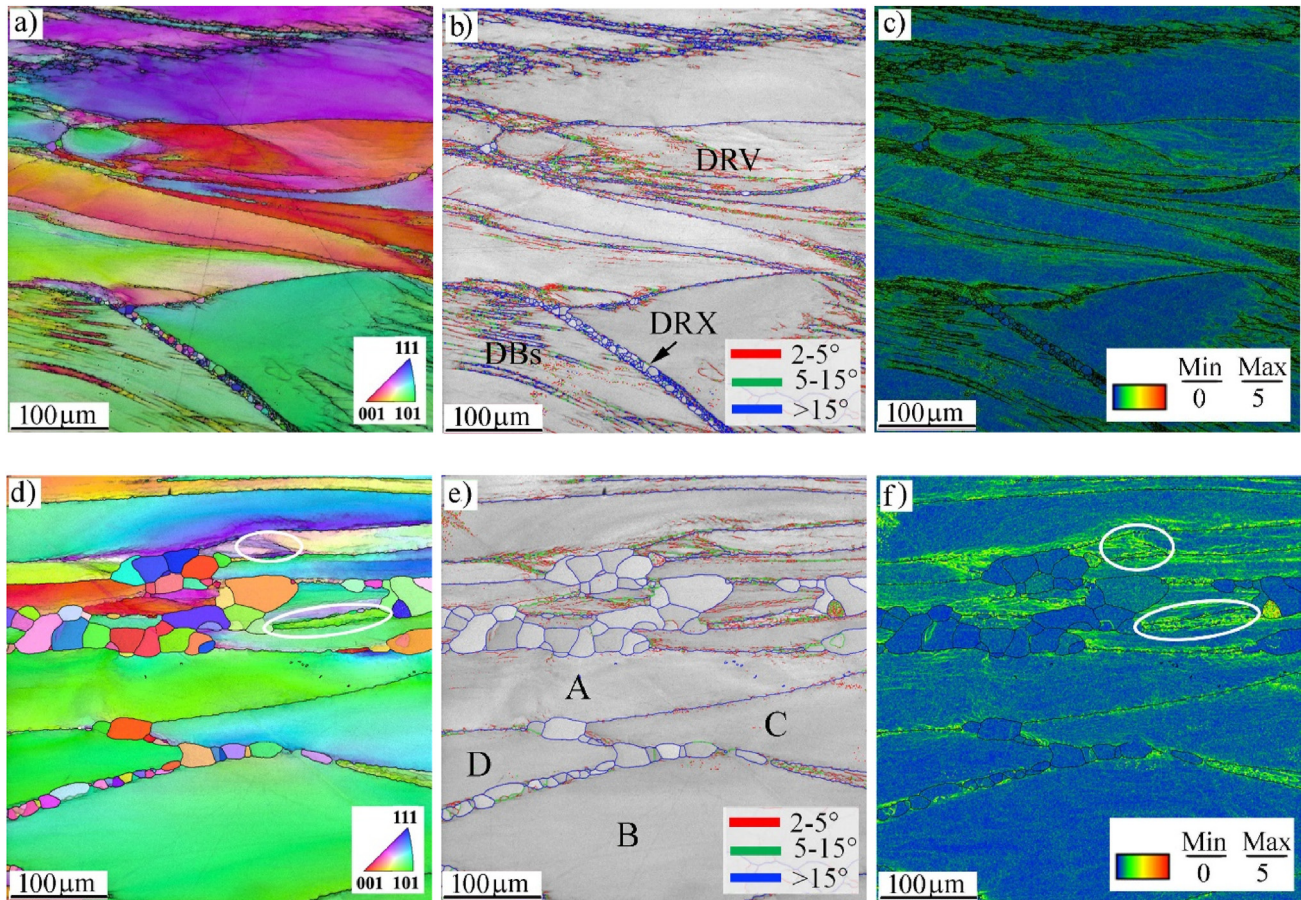 a)
111
001 101
100μm
b)
DRV
DRX
DBs
2-5°
5-15°
>15°
100μm
c)
Min Max
0 5
100μm
d)
111
001 101
100μm
e)
A
C
D
B
2-5°
5-15°
>15°
100μm
f)
Min Max
0 5
100μm